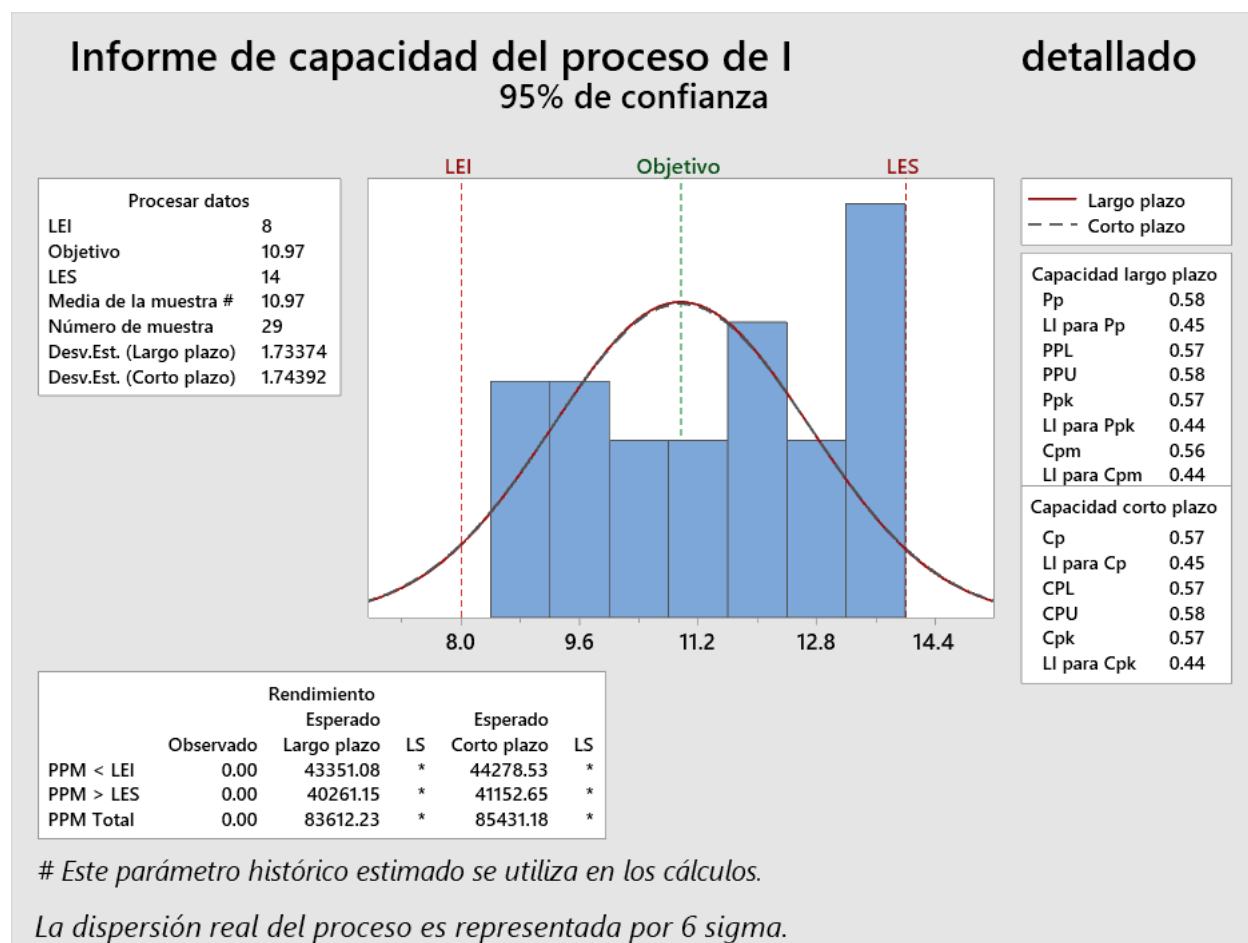 Informe de capacidad del proceso de I detallado
95% de confianza
LEI Objetivo LES
Procesar datos
LEI 8
Objetivo 10.97
LES 14
Media de la muestra # 10.97
Número de muestra 29
Desv.Est. (Largo plazo) 1.73374
Desv.Est. (Corto plazo) 1.74392
8.0 9.6 11.2 12.8 14.4
Largo plazo
Corto plazo
Capacidad largo plazo
Pp 0.58
LI para Pp 0.45
PPL 0.57
PPU 0.58
Ppk 0.57
LI para Ppk 0.44
Cpm 0.56
LI para Cpm 0.44
Capacidad corto plazo
Cp 0.57
LI para Cp 0.45
CPL 0.57
CPU 0.58
Cpk 0.57
LI para Cpk 0.44
Rendimiento
Esperado Esperado
Observado Largo plazo LS Corto plazo LS
PPM < LEI 0.00 43351.08 * 44278.53 *
PPM > LES 0.00 40261.15 * 41152.65 *
PPM Total 0.00 83612.23 * 85431.18 *
# Este parámetro histórico estimado se utiliza en los cálculos.
La dispersión real del proceso es representada por 6 sigma.